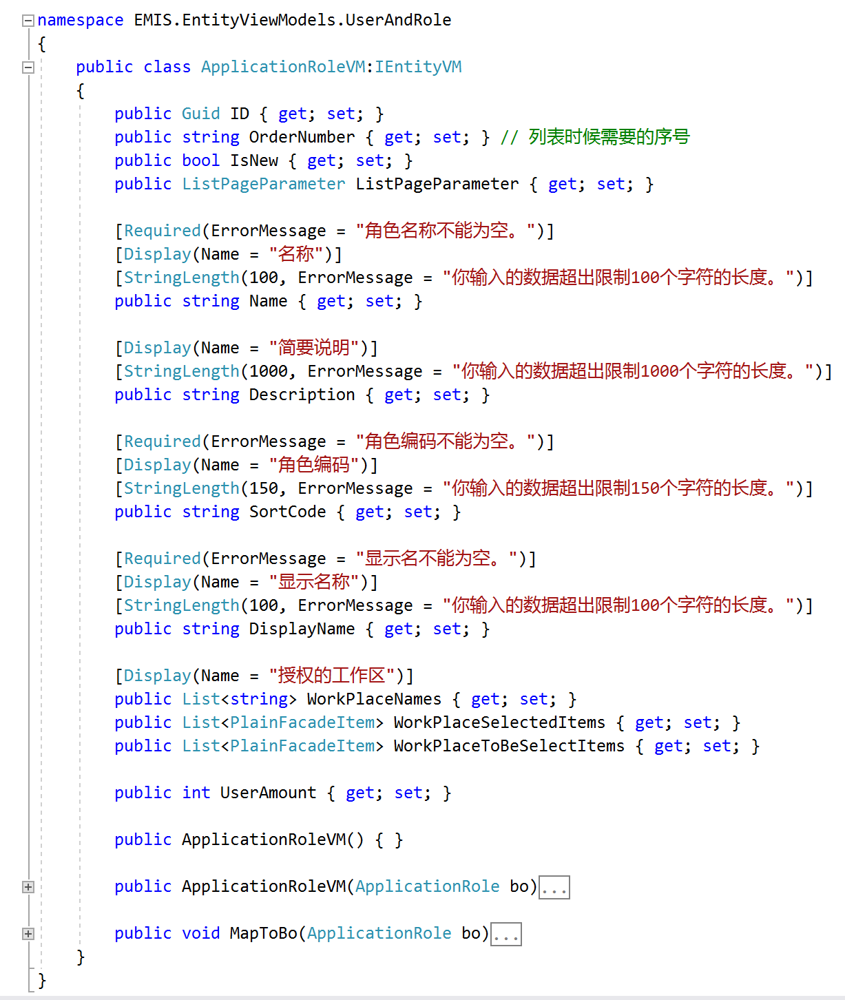 namespace EMIS.EntityViewModels.UserAndRole
{
    public class ApplicationRoleVM:IEntityVM
    {
        public Guid ID { get; set; }
        public string OrderNumber { get; set; } // 列表时候需要的序号
        public bool IsNew { get; set; }
        public ListPageParameter ListPageParameter { get; set; }

        [Required(ErrorMessage = "角色名称不能为空。")]
        [Display(Name = "名称")]
        [StringLength(100, ErrorMessage = "你输入的数据超出限制100个字符的长度。")]
        public string Name { get; set; }

        [Display(Name = "简要说明")]
        [StringLength(1000, ErrorMessage = "你输入的数据超出限制1000个字符的长度。")]
        public string Description { get; set; }

        [Required(ErrorMessage = "角色编码不能为空。")]
        [Display(Name = "角色编码")]
        [StringLength(150, ErrorMessage = "你输入的数据超出限制150个字符的长度。")]
        public string SortCode { get; set; }

        [Required(ErrorMessage = "显示名不能为空。")]
        [Display(Name = "显示名称")]
        [StringLength(100, ErrorMessage = "你输入的数据超出限制100个字符的长度。")]
        public string DisplayName { get; set; }

        [Display(Name = "授权的工作区")]
        public List<string> WorkPlaceNames { get; set; }
        public List<PlainFacadeItem> WorkPlaceSelectedItems { get; set; }
        public List<PlainFacadeItem> WorkPlaceToBeSelectItems { get; set; }

        public int UserAmount { get; set; }

        public ApplicationRoleVM() { }

        public ApplicationRoleVM(ApplicationRole bo)...

        public void MapToBo(ApplicationRole bo)...
    }
}